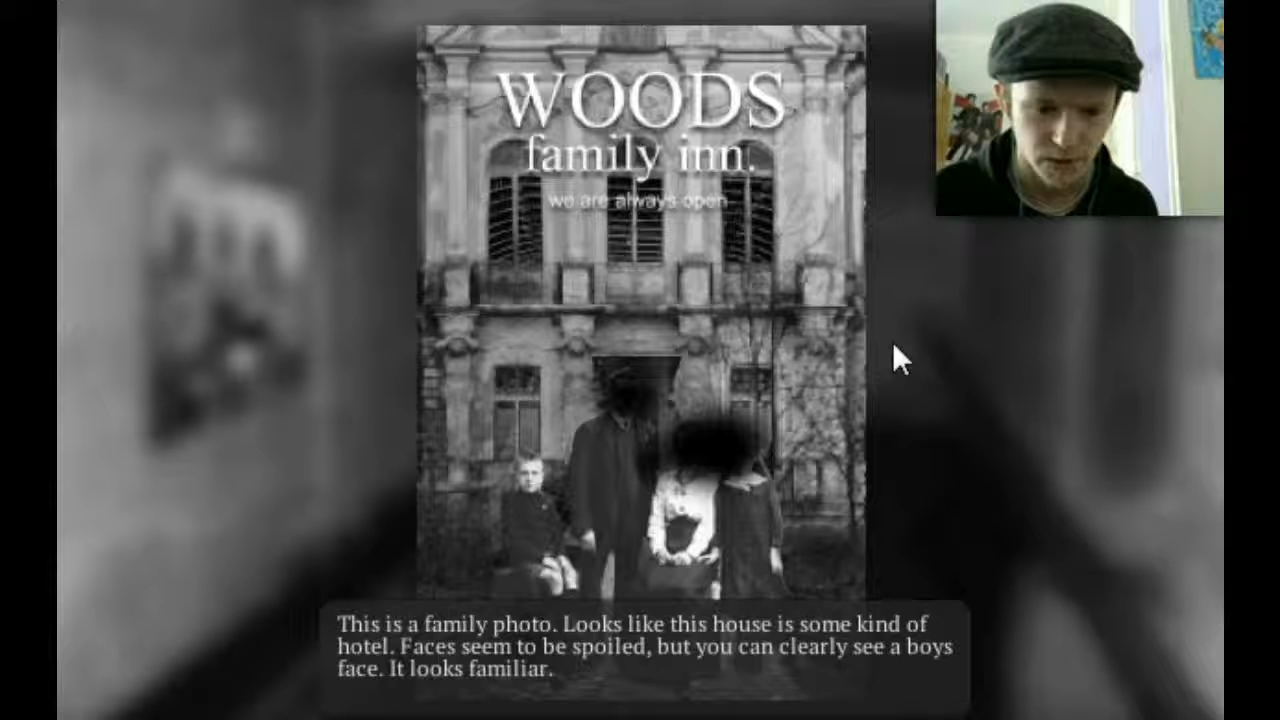 WOODS
family inn.
we are always open
This is a family photo. Looks like this house is some kind of
hotel. Faces seem to be spoiled, but you can clearly see a boys
face. It looks familiar.